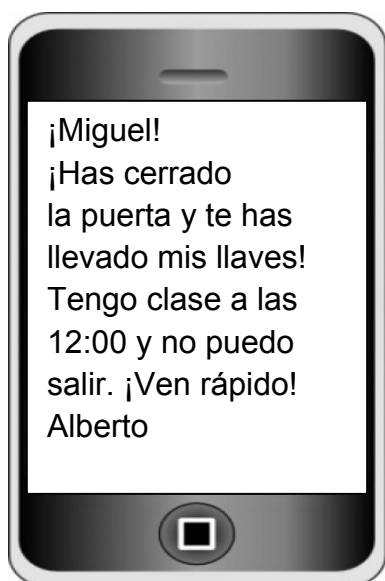 ¡Miguel!
¡Has cerrado
la puerta y te has
llevado mis llaves!
Tengo clase a las
12:00 y no puedo
salir. ¡Ven rápido!
Alberto